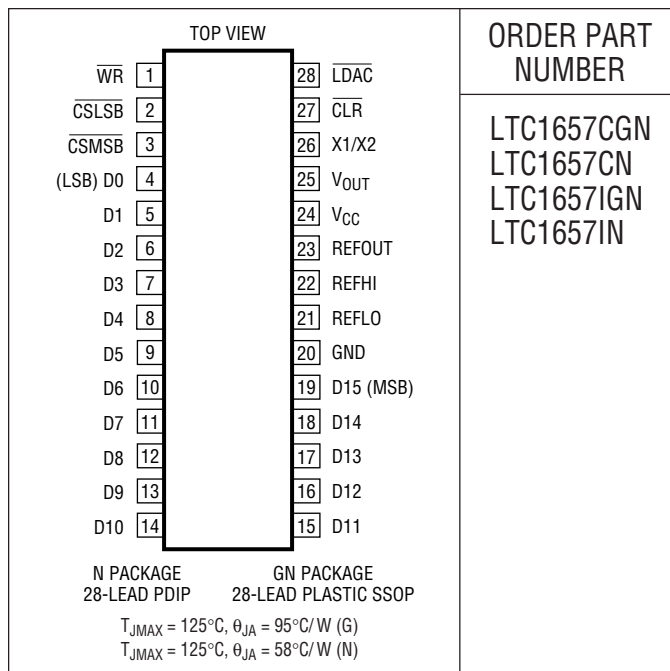 TOP VIEW
WR 1
CSLSB 2
CSMSB 3
(LSB) D0 4
D1 5
D2 6
D3 7
D4 8
D5 9
D6 10
D7 11
D8 12
D9 13
D10 14
28 LDAC
27 CLR
26 X1/X2
25 VOUT
24 VCC
23 REFOUT
22 REFHI
21 REFLO
20 GND
19 D15 (MSB)
18 D14
17 D13
16 D12
15 D11
N PACKAGE
28-LEAD PDIP
GN PACKAGE
28-LEAD PLASTIC SSOP
TJMAX = 125°C, θJA = 95°C/W (G)
TJMAX = 125°C, θJA = 58°C/W (N)
ORDER PART
NUMBER
LTC1657CGN
LTC1657CN
LTC1657IGN
LTC1657IN